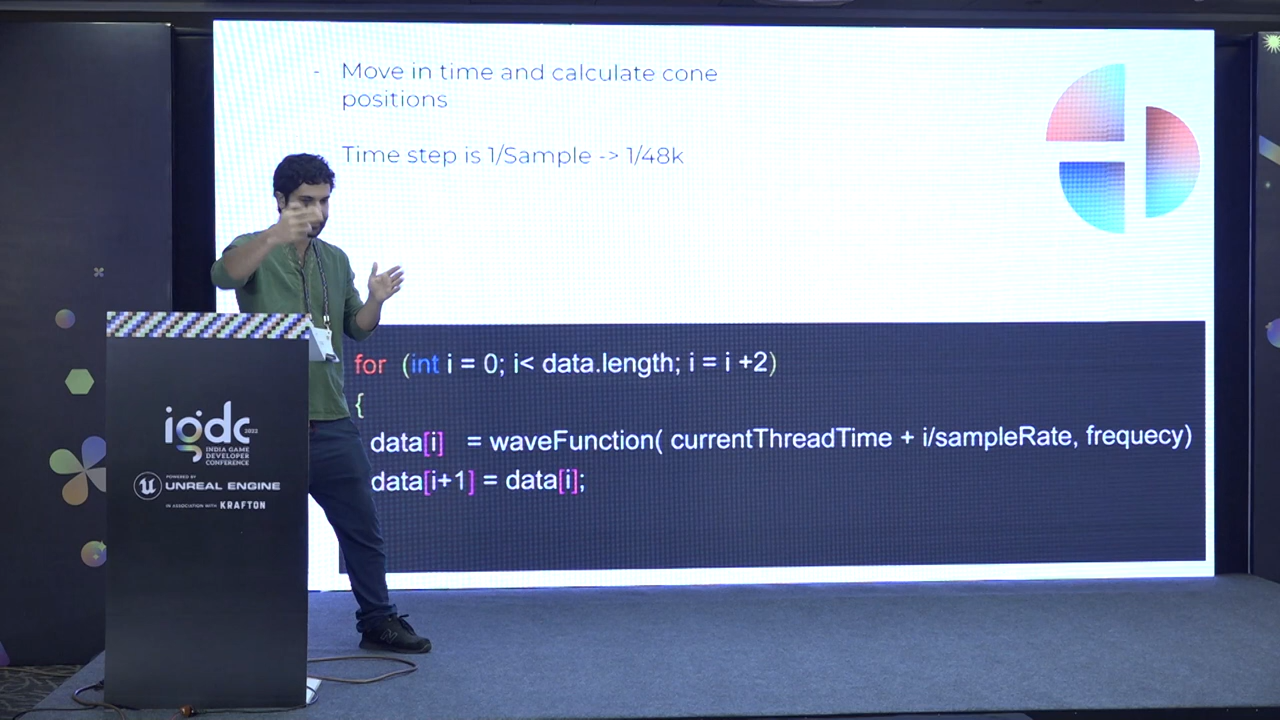 - Move in time and calculate cone
positions
Time step is 1/Sample -> 1/48k
for (int i = 0; i< data.length; i = i +2)
{
data[i] = waveFunction( currentThreadTime + i/sampleRate, frequecy)
data[i+1] = data[i];
igdc 2022
INDIA GAME
DEVELOPER
CONFERENCE
POWERED BY
UNREAL ENGINE
IN ASSOCIATION WITH KRAFTON